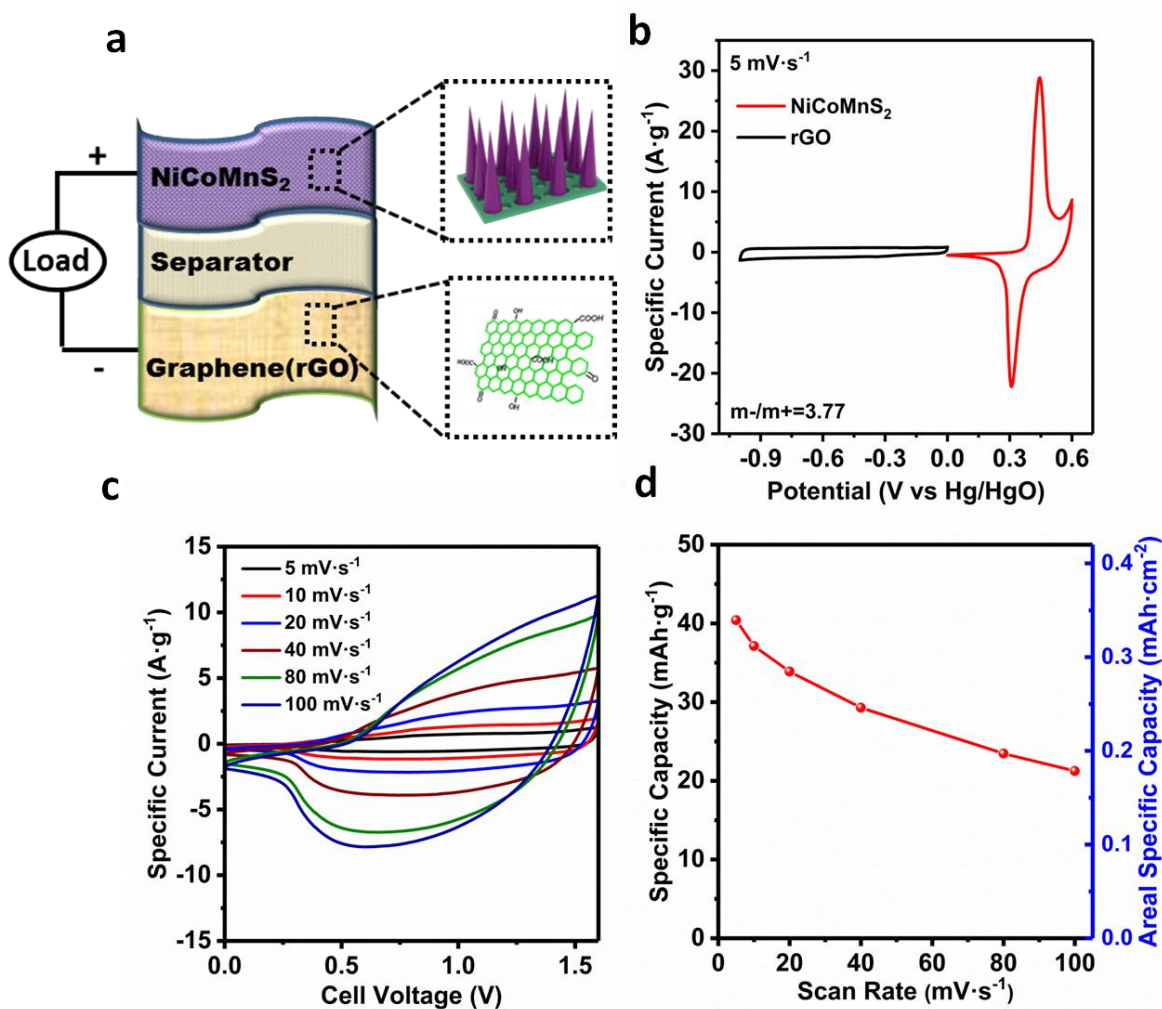 a
+
NiCoMnS₂
Load
Separator
Graphene(rGO)
-
OH
COOH
HOOC
COOH
OH
b
5 mV·s⁻¹
NiCoMnS₂
rGO
m-/m+=3.77
Specific Current (A·g⁻¹)
30
20
10
0
-10
-20
-30
-0.9
-0.6
-0.3
0.0
0.3
0.6
Potential (V vs Hg/HgO)
c
5 mV·s⁻¹
10 mV·s⁻¹
20 mV·s⁻¹
40 mV·s⁻¹
80 mV·s⁻¹
100 mV·s⁻¹
Specific Current (A·g⁻¹)
15
10
5
0
-5
-10
-15
0.0
0.5
1.0
1.5
Cell Voltage (V)
d
Specific Capacity (mAh·g⁻¹)
50
40
30
20
10
0
0
20
40
60
80
100
Scan Rate (mV·s⁻¹)
0.4
0.3
0.2
0.1
0.0
Areal Specific Capacity (mAh·cm⁻²)